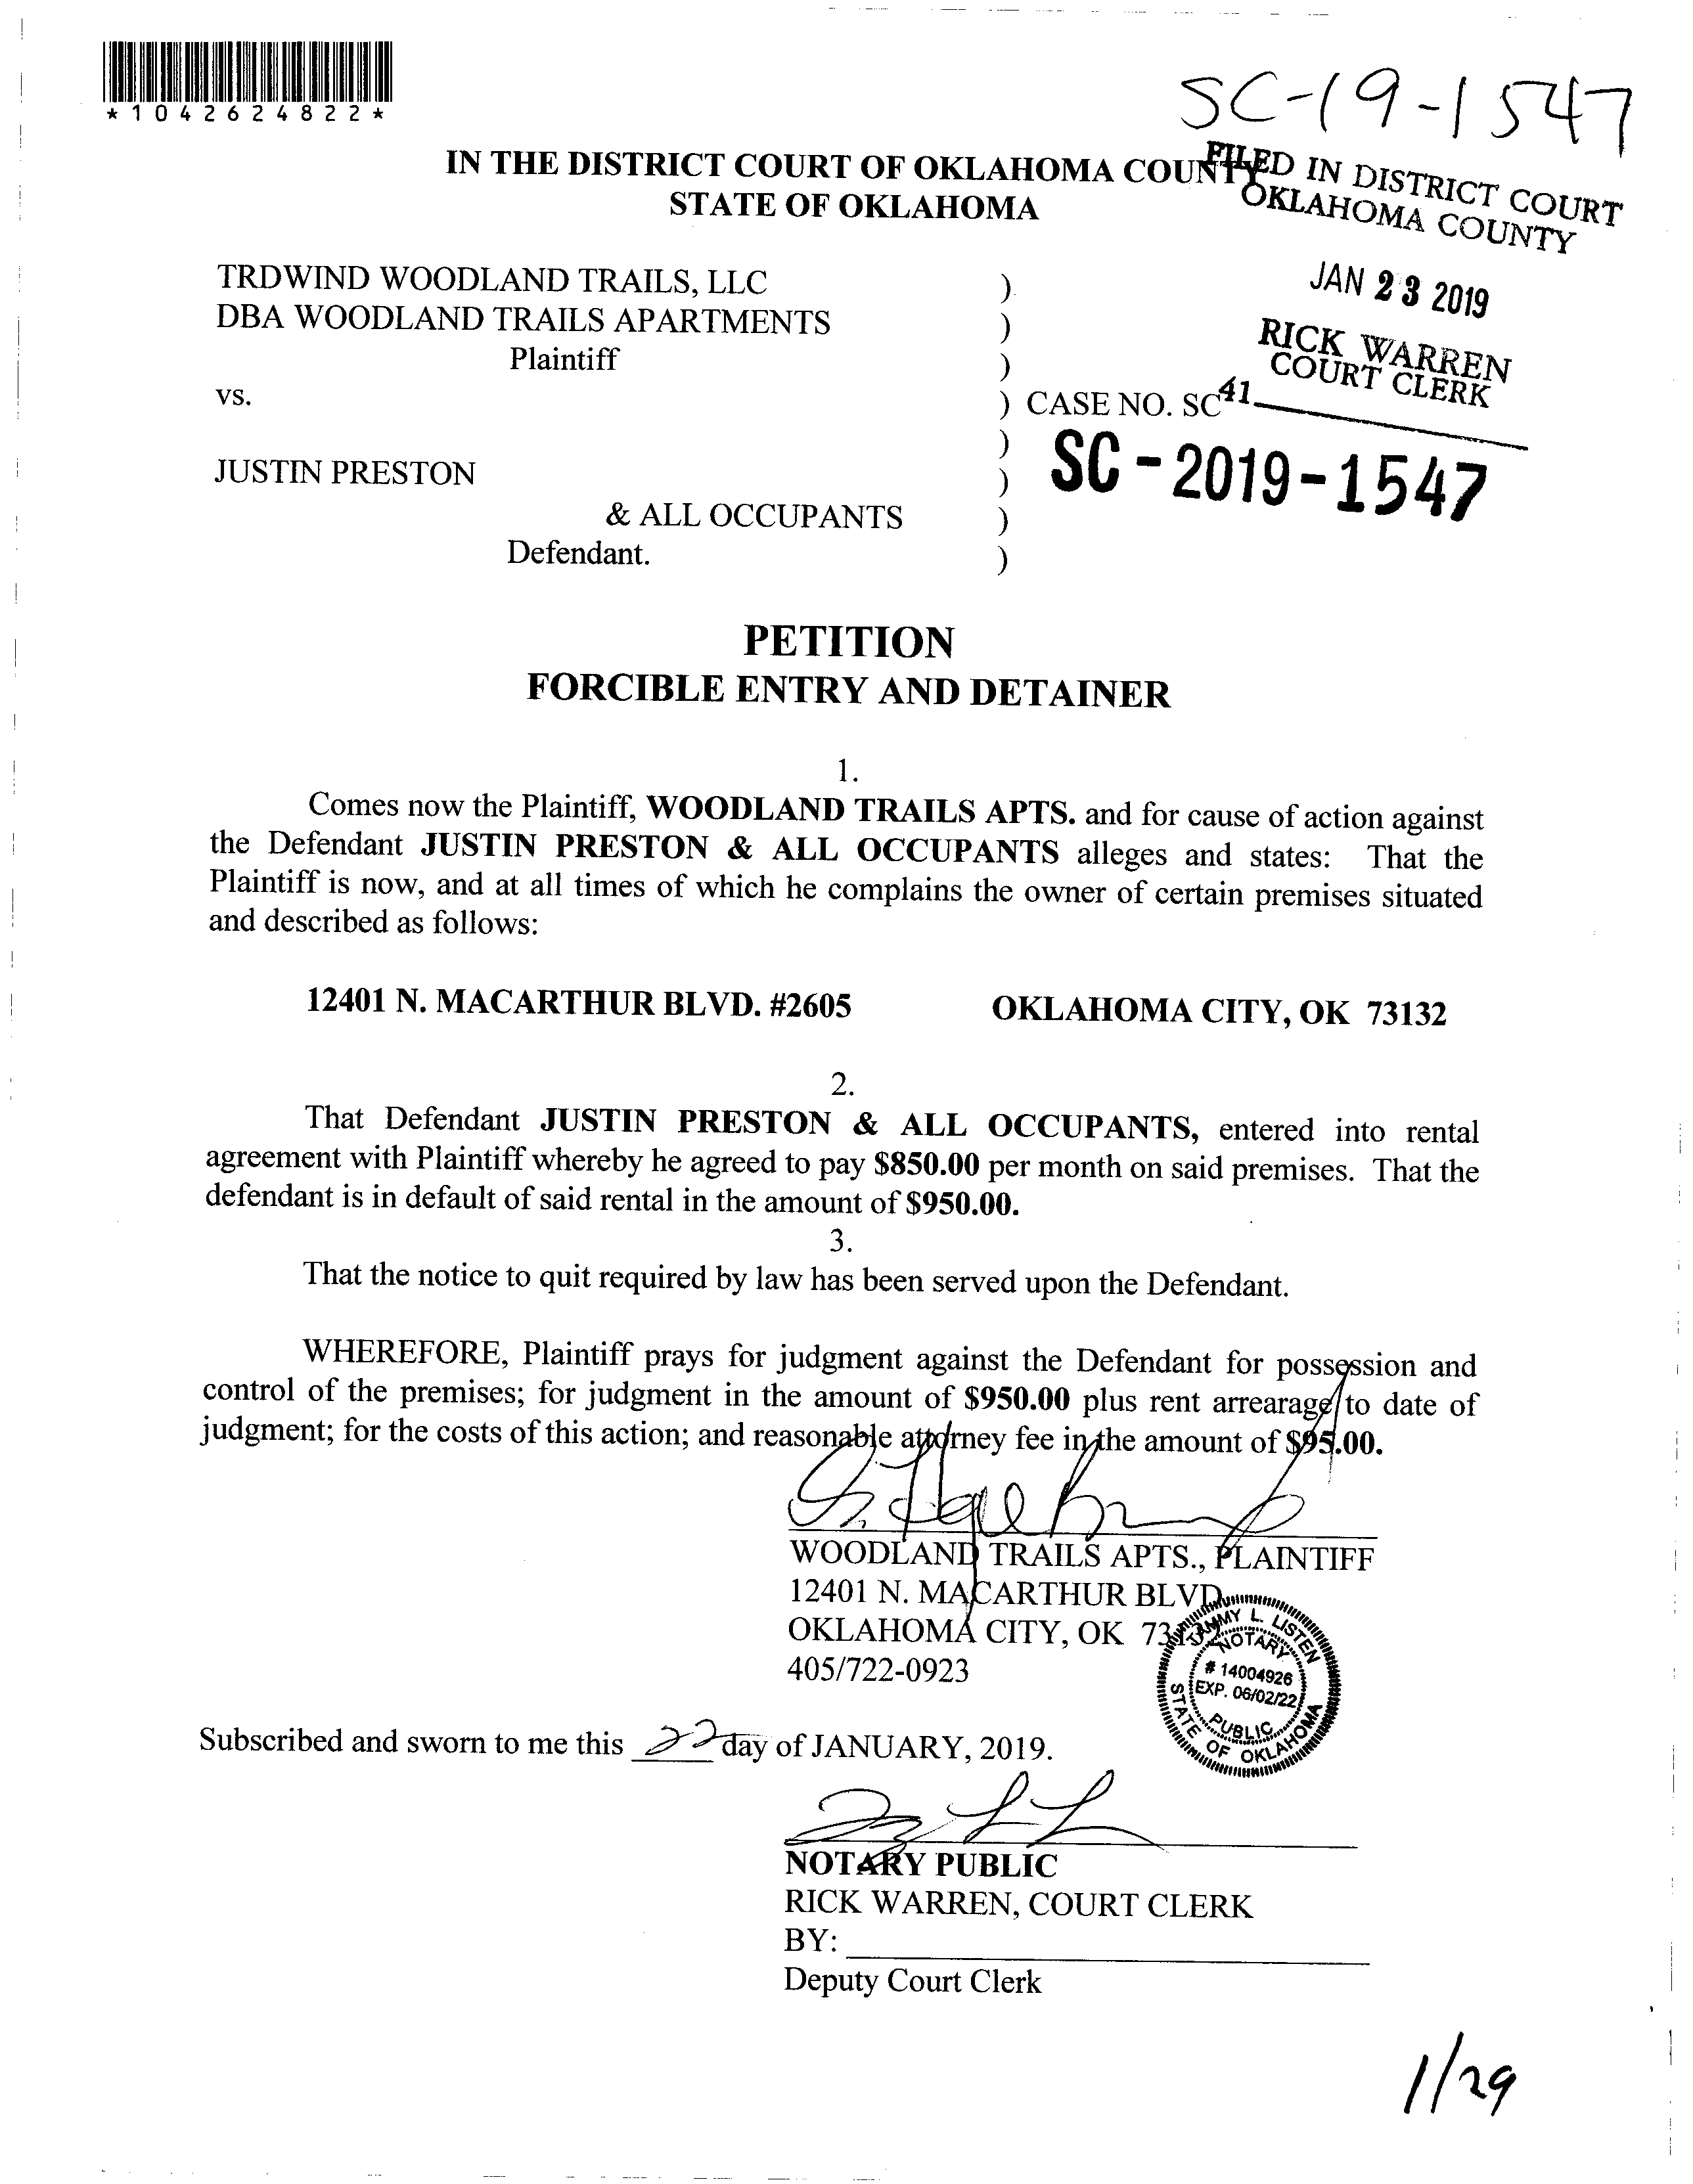 *1042624822*
SC-19-1547
IN THE DISTRICT COURT OF OKLAHOMA COUNTY
STATE OF OKLAHOMA
FILED IN DISTRICT COURT
OKLAHOMA COUNTY
JAN 23 2019
RICK WARREN
COURT CLERK
41
TRDWIND WOODLAND TRAILS, LLC )
DBA WOODLAND TRAILS APARTMENTS )
Plaintiff )
vs. ) CASE NO. SC
) SC-2019-1547
JUSTIN PRESTON )
& ALL OCCUPANTS )
Defendant. )
PETITION
FORCIBLE ENTRY AND DETAINER
1.
Comes now the Plaintiff, WOODLAND TRAILS APTS. and for cause of action against
the Defendant JUSTIN PRESTON & ALL OCCUPANTS alleges and states: That the
Plaintiff is now, and at all times of which he complains the owner of certain premises situated
and described as follows:
12401 N. MACARTHUR BLVD. #2605 OKLAHOMA CITY, OK 73132
2.
That Defendant JUSTIN PRESTON & ALL OCCUPANTS, entered into rental
agreement with Plaintiff whereby he agreed to pay $850.00 per month on said premises. That the
defendant is in default of said rental in the amount of $950.00.
3.
That the notice to quit required by law has been served upon the Defendant.
WHEREFORE, Plaintiff prays for judgment against the Defendant for possession and
control of the premises; for judgment in the amount of $950.00 plus rent arrearage to date of
judgment; for the costs of this action; and reasonable attorney fee in the amount of $95.00.
WOODLAND TRAILS APTS., PLAINTIFF
12401 N. MACARTHUR BLVD.
OKLAHOMA CITY, OK 73132
405/722-0923
TAMMY L. LISTEN
NOTARY
# 14004926
EXP. 06/02/22
PUBLIC
STATE OF OKLAHOMA
Subscribed and sworn to me this 22 day of JANUARY, 2019.
NOTARY PUBLIC
RICK WARREN, COURT CLERK
BY:
Deputy Court Clerk
1/29